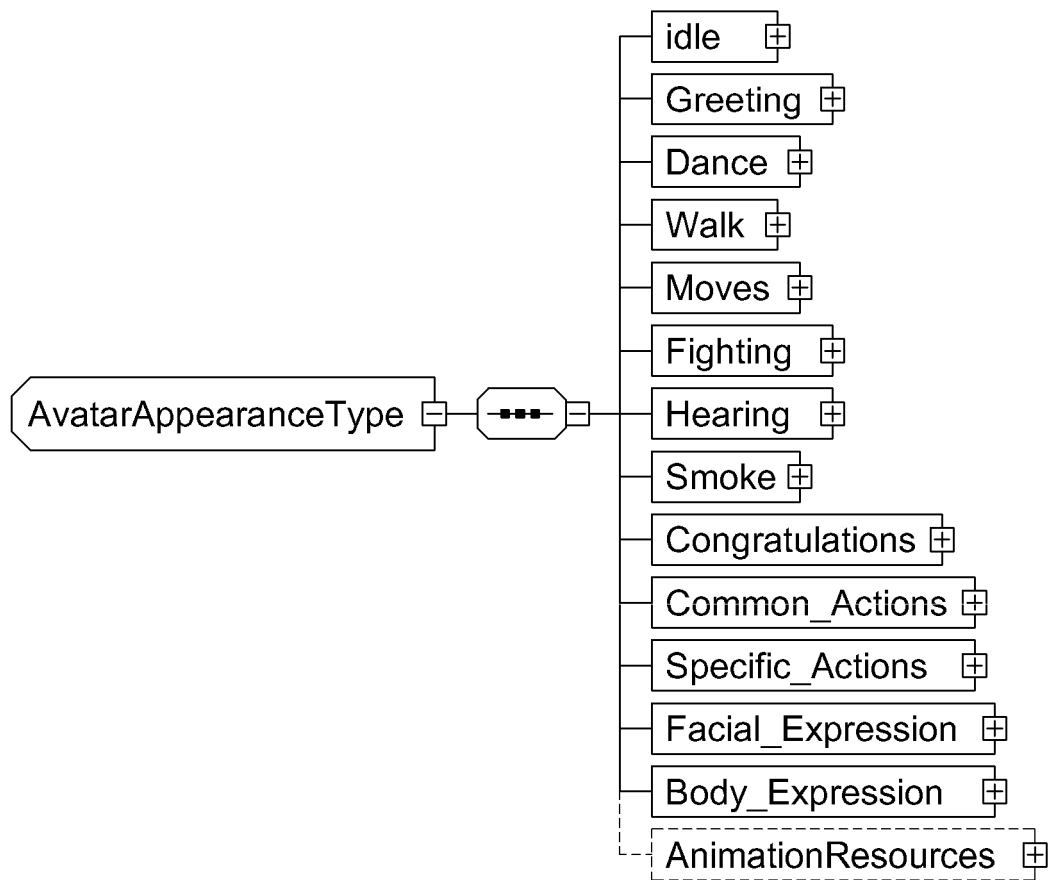 idle
Greeting
Dance
Walk
Moves
Fighting
AvatarAppearanceType
Hearing
Smoke
Congratulations
Common_Actions
Specific_Actions
Facial_Expression
Body_Expression
AnimationResources